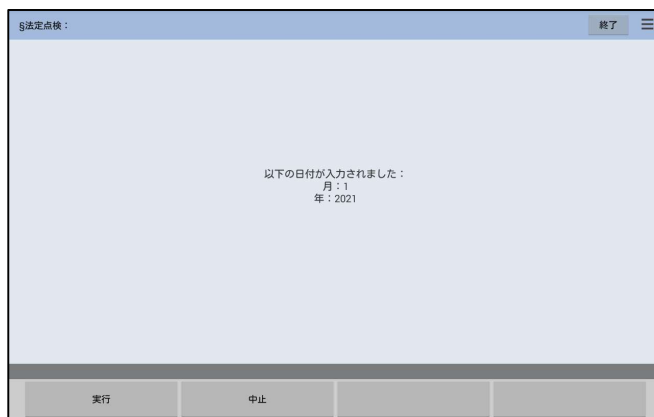 §法定点検：
終了
以下の日付が入力されました：
月：1
年：2021
実行
中止